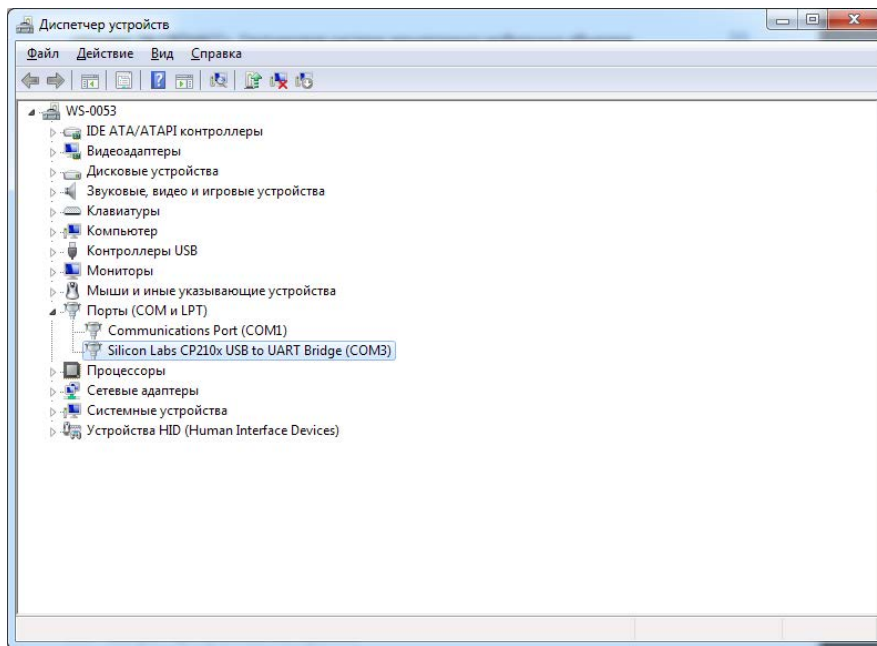 Диспетчер устройств
Файл Действие Вид Справка
WS-0053
IDE ATA/ATAPI контроллеры
Видеоадаптеры
Дисковые устройства
Звуковые, видео и игровые устройства
Клавиатуры
Компьютер
Контроллеры USB
Мониторы
Мыши и иные указывающие устройства
Порты (COM и LPT)
Communications Port (COM1)
Silicon Labs CP210x USB to UART Bridge (COM3)
Процессоры
Сетевые адаптеры
Системные устройства
Устройства HID (Human Interface Devices)